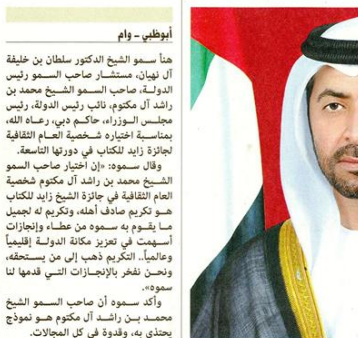 أبوظبي - وام
هنأ سمو الشيخ الدكتور سلطان بن خليفة
آل نهيان، مستشار صاحب السمو رئيس
الدولة، صاحب السمو الشيخ محمد بن
راشد آل مكتوم، نائب رئيس الدولة، رئيس
مجلس الوزراء، حاكم دبي، رعاه الله،
بمناسبة اختياره شخصية العام الثقافية
لجائزة زايد للكتاب في دورتها التاسعة.
وقال سموه: «إن اختيار صاحب السمو
الشيخ محمد بن راشد آل مكتوم شخصية
العام الثقافية في جائزة الشيخ زايد للكتاب
هو تكريم صادف أهله، وتكريم له لجميل
ما يقوم به سموه من عطاء وإنجازات
أسهمت في تعزيز مكانة الدولة إقليمياً
وعالمياً.. التكريم ذهب إلى من يستحقه،
ونحن نفخر بالإنجازات التي قدمها لنا
سموه».
وأكد سموه أن صاحب السمو الشيخ
محمد بن راشد آل مكتوم هو نموذج
يحتذى به، وقدوة في كل المجالات.